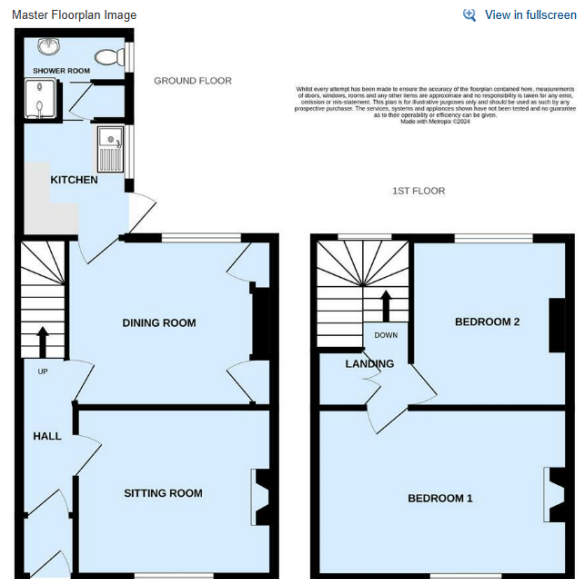 Master Floorplan Image
View in fullscreen
SHOWER ROOM
GROUND FLOOR
Whilst every attempt has been made to ensure the accuracy of the floorplan contained here, measurements
of doors, windows, rooms and any other items are approximate and no responsibility is taken for any error,
omission or mis-statement. This plan is for illustrative purposes only and should be used as such by any
prospective purchaser. The services, systems and appliances shown have not been tested and no guarantee
as to their operability or efficiency can be given.
Made with Metropix ©2024
KITCHEN
1ST FLOOR
DINING ROOM
BEDROOM 2
DOWN
LANDING
UP
HALL
SITTING ROOM
BEDROOM 1